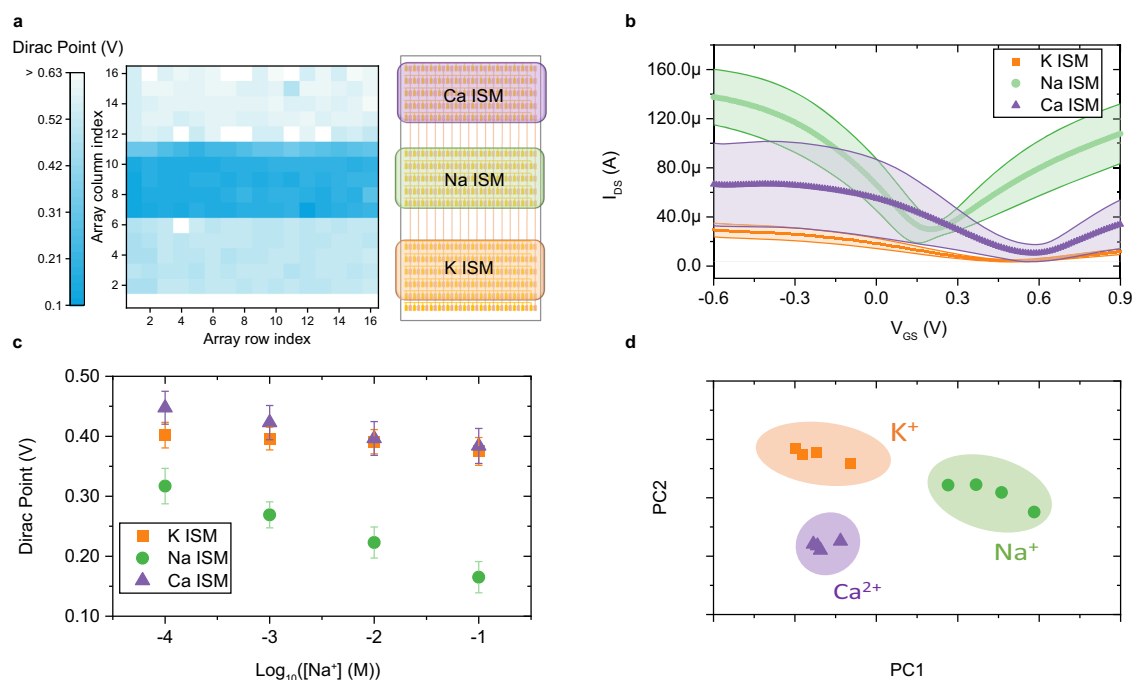 a
Dirac Point (V)
> 0.63
0.52
0.42
0.31
0.21
0.1
Array column index
16
14
12
10
8
6
4
2
2 4 6 8 10 12 14 16
Array row index
Ca ISM
Na ISM
K ISM
b
I_DS (A)
160.0µ
120.0µ
80.0µ
40.0µ
0.0
-0.6 -0.3 0.0 0.3 0.6 0.9
V_GS (V)
K ISM
Na ISM
Ca ISM
c
Dirac Point (V)
0.50
0.40
0.30
0.20
0.10
K ISM
Na ISM
Ca ISM
-4 -3 -2 -1
Log₁₀([Na⁺] (M))
d
PC2
K⁺
Na⁺
Ca²⁺
PC1